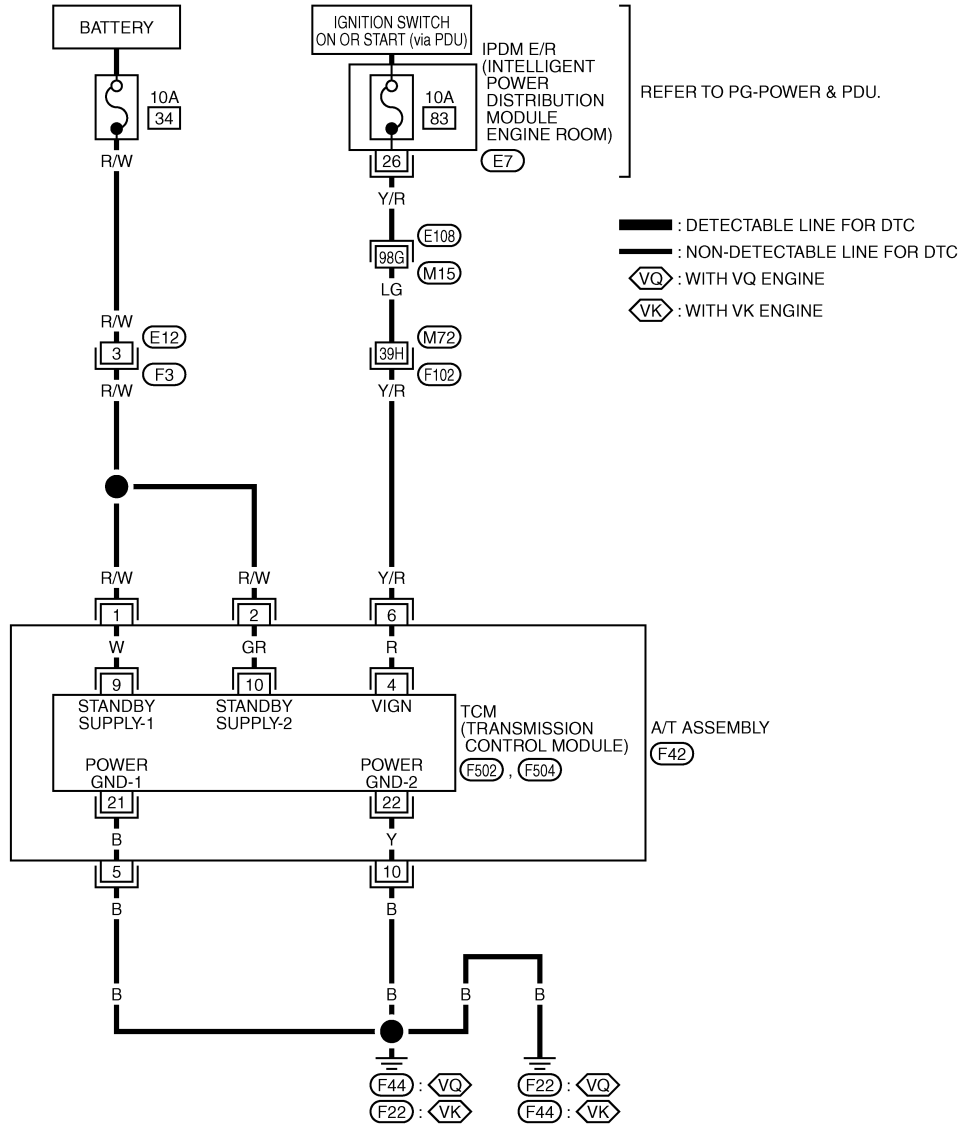 BATTERY
IGNITION SWITCH
ON OR START (via PDU)
10A
34
10A
83
IPDM E/R
(INTELLIGENT
POWER
DISTRIBUTION
MODULE
ENGINE ROOM)
E7
REFER TO PG-POWER & PDU.
R/W
26
Y/R
: DETECTABLE LINE FOR DTC
: NON-DETECTABLE LINE FOR DTC
VQ : WITH VQ ENGINE
VK : WITH VK ENGINE
98G
E108
M15
LG
R/W
3
E12
F3
R/W
39H
M72
F102
Y/R
R/W
R/W
Y/R
1
2
6
W
GR
R
9
10
4
STANDBY
SUPPLY-1
STANDBY
SUPPLY-2
VIGN
TCM
(TRANSMISSION
CONTROL MODULE)
F502 , F504
A/T ASSEMBLY
F42
POWER
GND-1
POWER
GND-2
21
22
B
Y
5
10
B
B
B
B
B
B
F44 : VQ
F22 : VK
F22 : VQ
F44 : VK